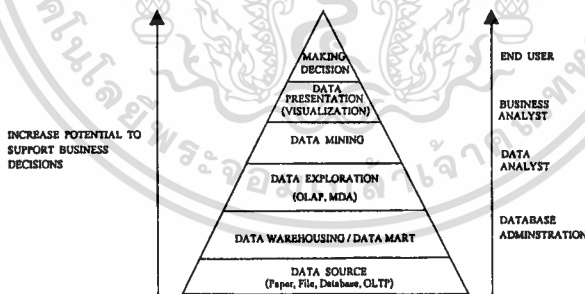 MAKING
DECISION
DATA
PRESENTATION
(VISUALIZATION)
DATA MINING
DATA EXPLORATION
(OLAP, MDA)
DATA WAREHOUSING / DATA MART
DATA SOURCE
(Paper, File, Database, OLTP)
INCREASE POTENTIAL TO
SUPPORT BUSINESS
DECISIONS
END USER
BUSINESS
ANALYST
DATA
ANALYST
DATABASE
ADMINSTRATION